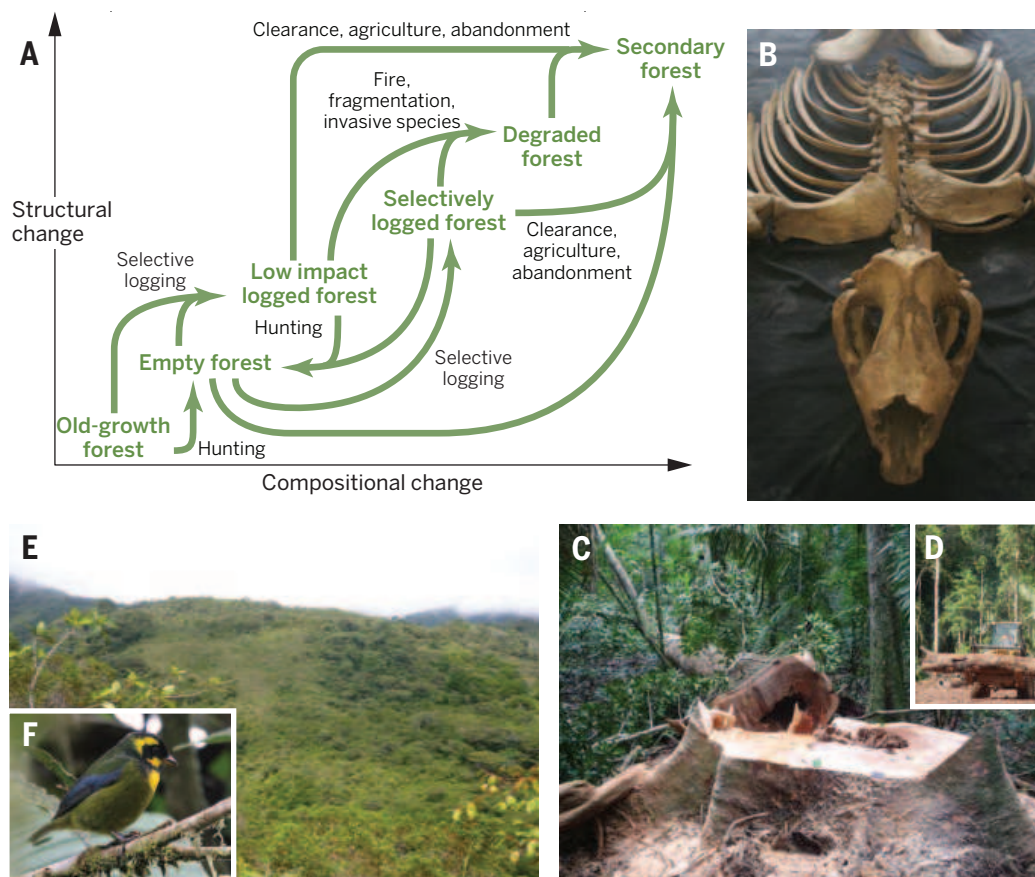 A
Clearance, agriculture, abandonment
Secondary
forest
Fire,
fragmentation,
invasive species
Degraded
forest
Structural
change
Selectively
logged forest
Clearance,
agriculture,
abandonment
Selective
logging
Low impact
logged forest
Hunting
Empty forest
Selective
logging
Old-growth
forest
Hunting
Compositional change
B
E
C
D
F